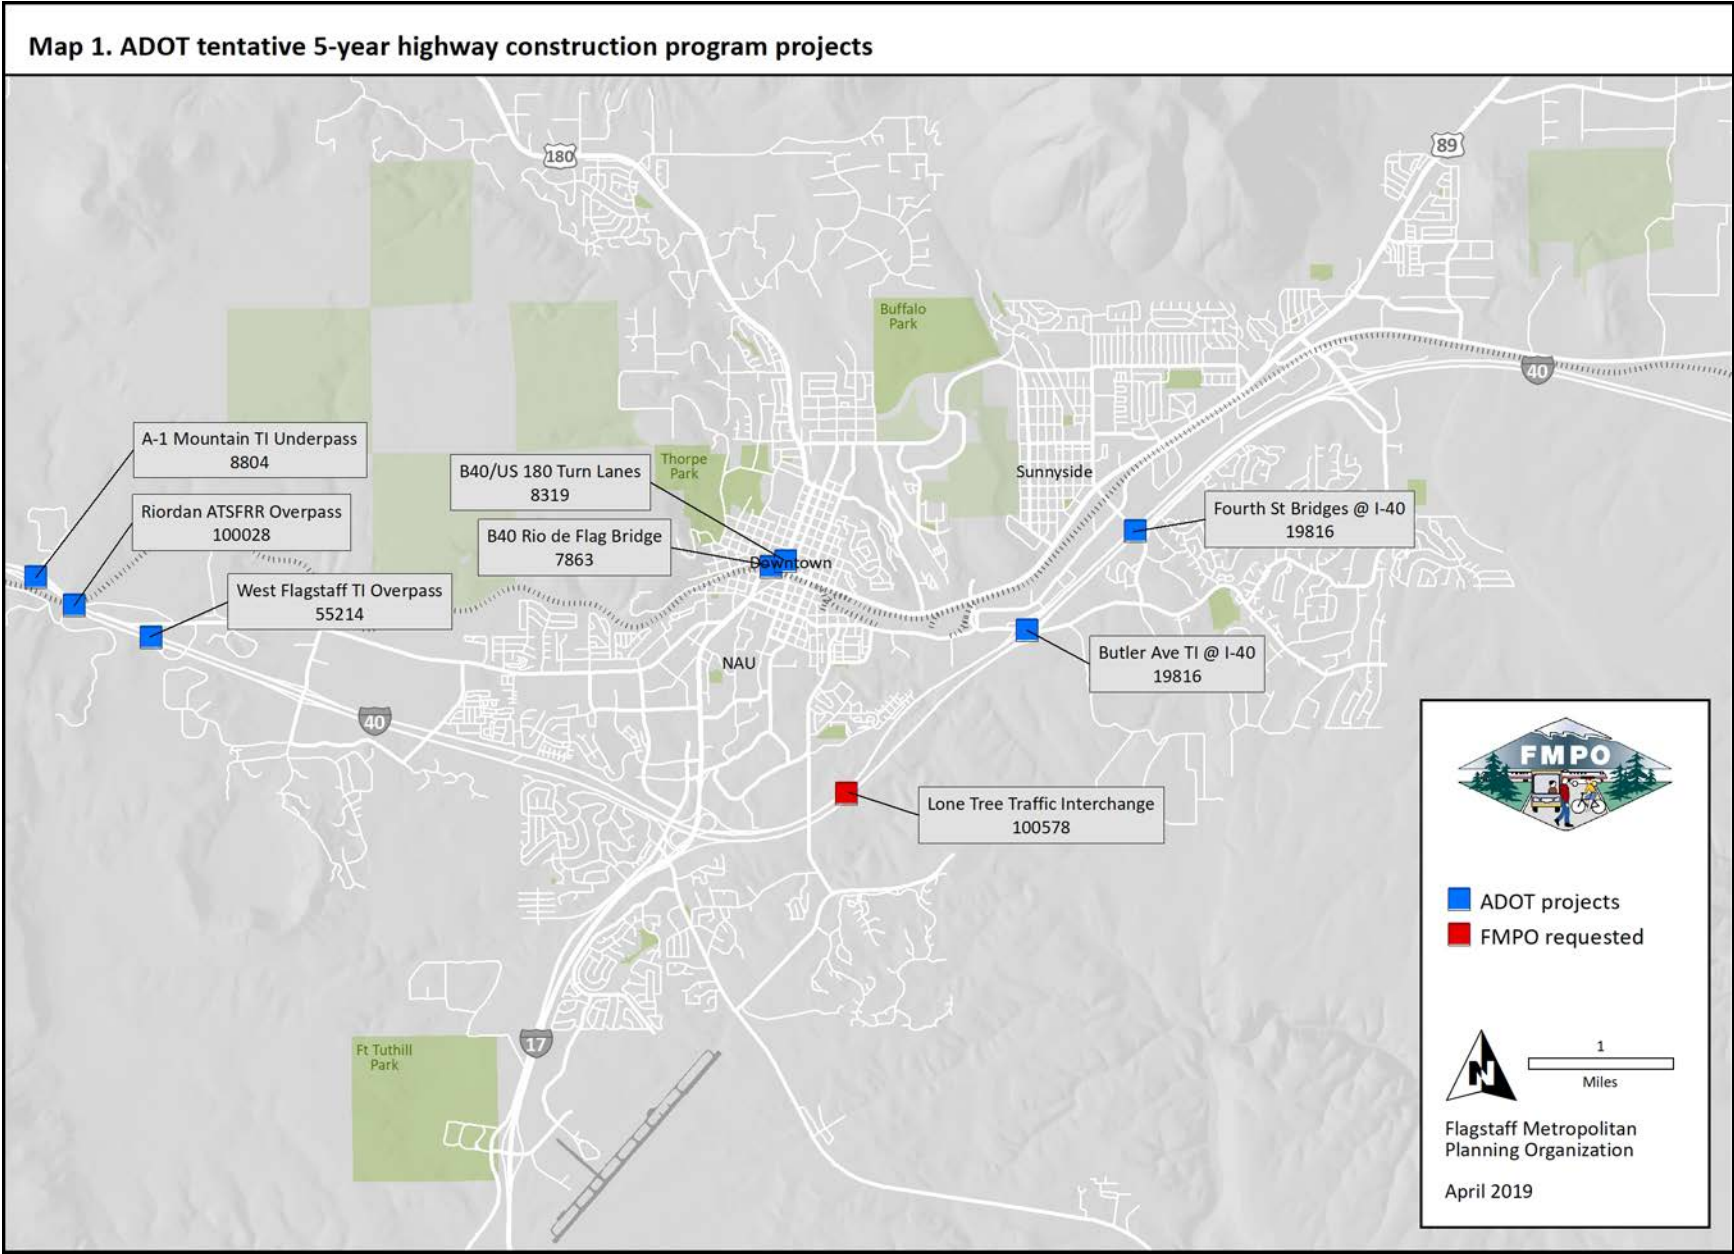 Map 1. ADOT tentative 5-year highway construction program projects
180
89
Buffalo
Park
40
A-1 Mountain TI Underpass
8804
Thorpe
Park
B40/US 180 Turn Lanes
8319
Sunnyside
Riordan ATSFRR Overpass
100028
Fourth St Bridges @ I-40
19816
B40 Rio de Flag Bridge
7863
Downtown
West Flagstaff TI Overpass
55214
NAU
Butler Ave TI @ I-40
19816
40
Lone Tree Traffic Interchange
100578
17
Ft Tuthill
Park
FMPO
ADOT projects
FMPO requested
N
1
Miles
Flagstaff Metropolitan
Planning Organization
April 2019